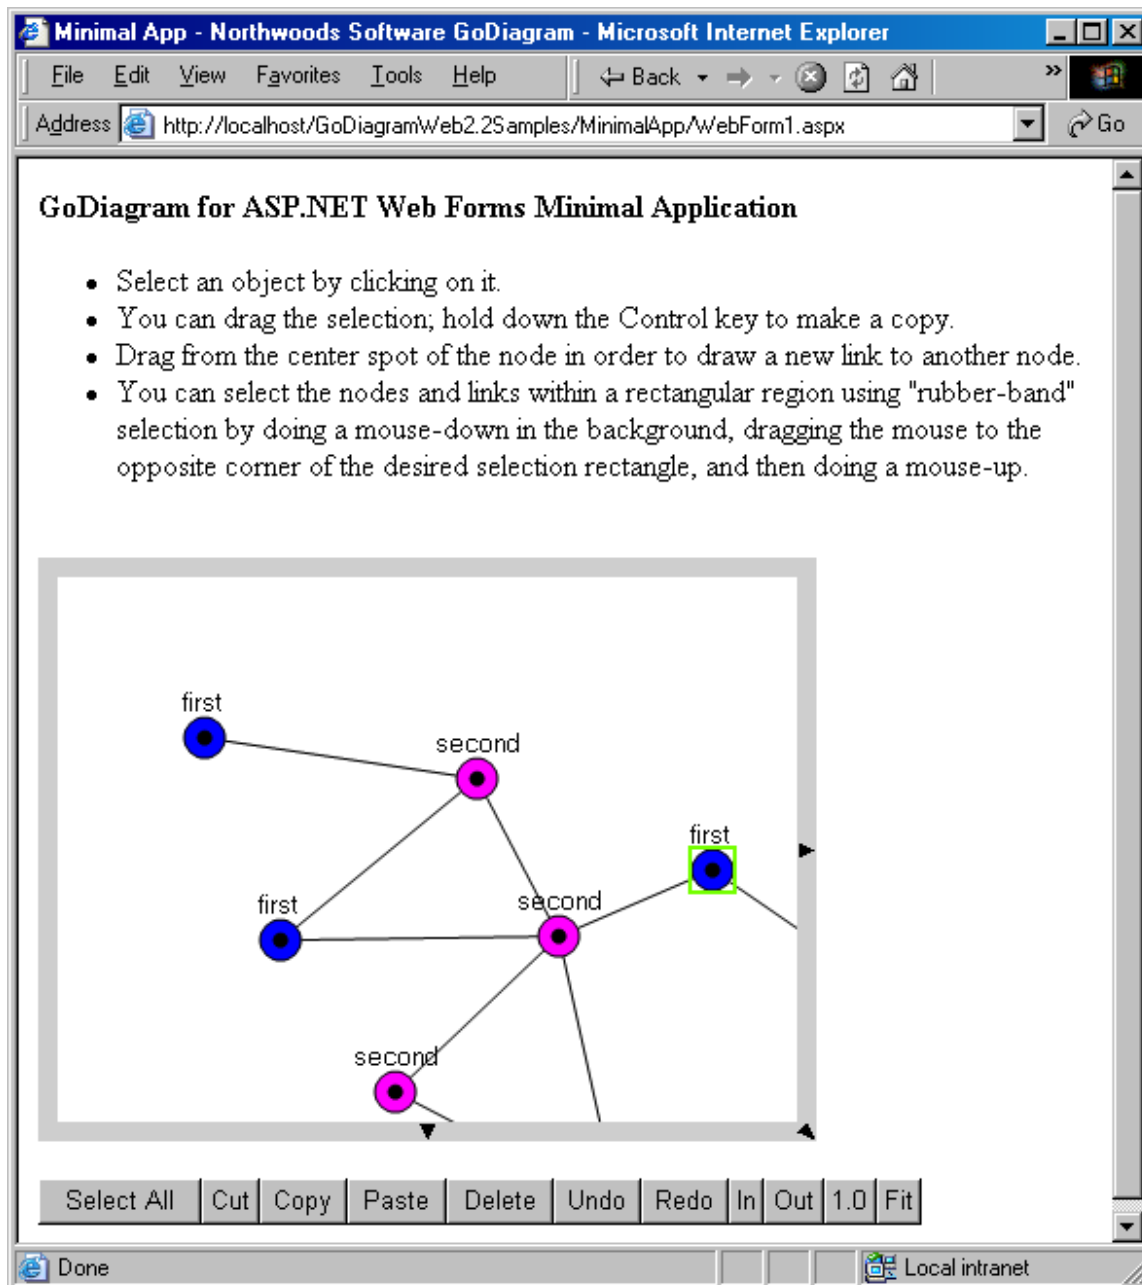 Minimal App - Northwoods Software GoDiagram - Microsoft Internet Explorer
File Edit View Favorites Tools Help Back »
Address http://localhost/GoDiagramWeb2.2Samples/MinimalApp/WebForm1.aspx Go
GoDiagram for ASP.NET Web Forms Minimal Application
• Select an object by clicking on it.
• You can drag the selection; hold down the Control key to make a copy.
• Drag from the center spot of the node in order to draw a new link to another node.
• You can select the nodes and links within a rectangular region using "rubber-band"
selection by doing a mouse-down in the background, dragging the mouse to the
opposite corner of the desired selection rectangle, and then doing a mouse-up.
first
second
first
first
second
second
Select All Cut Copy Paste Delete Undo Redo In Out 1.0 Fit
Done Local intranet